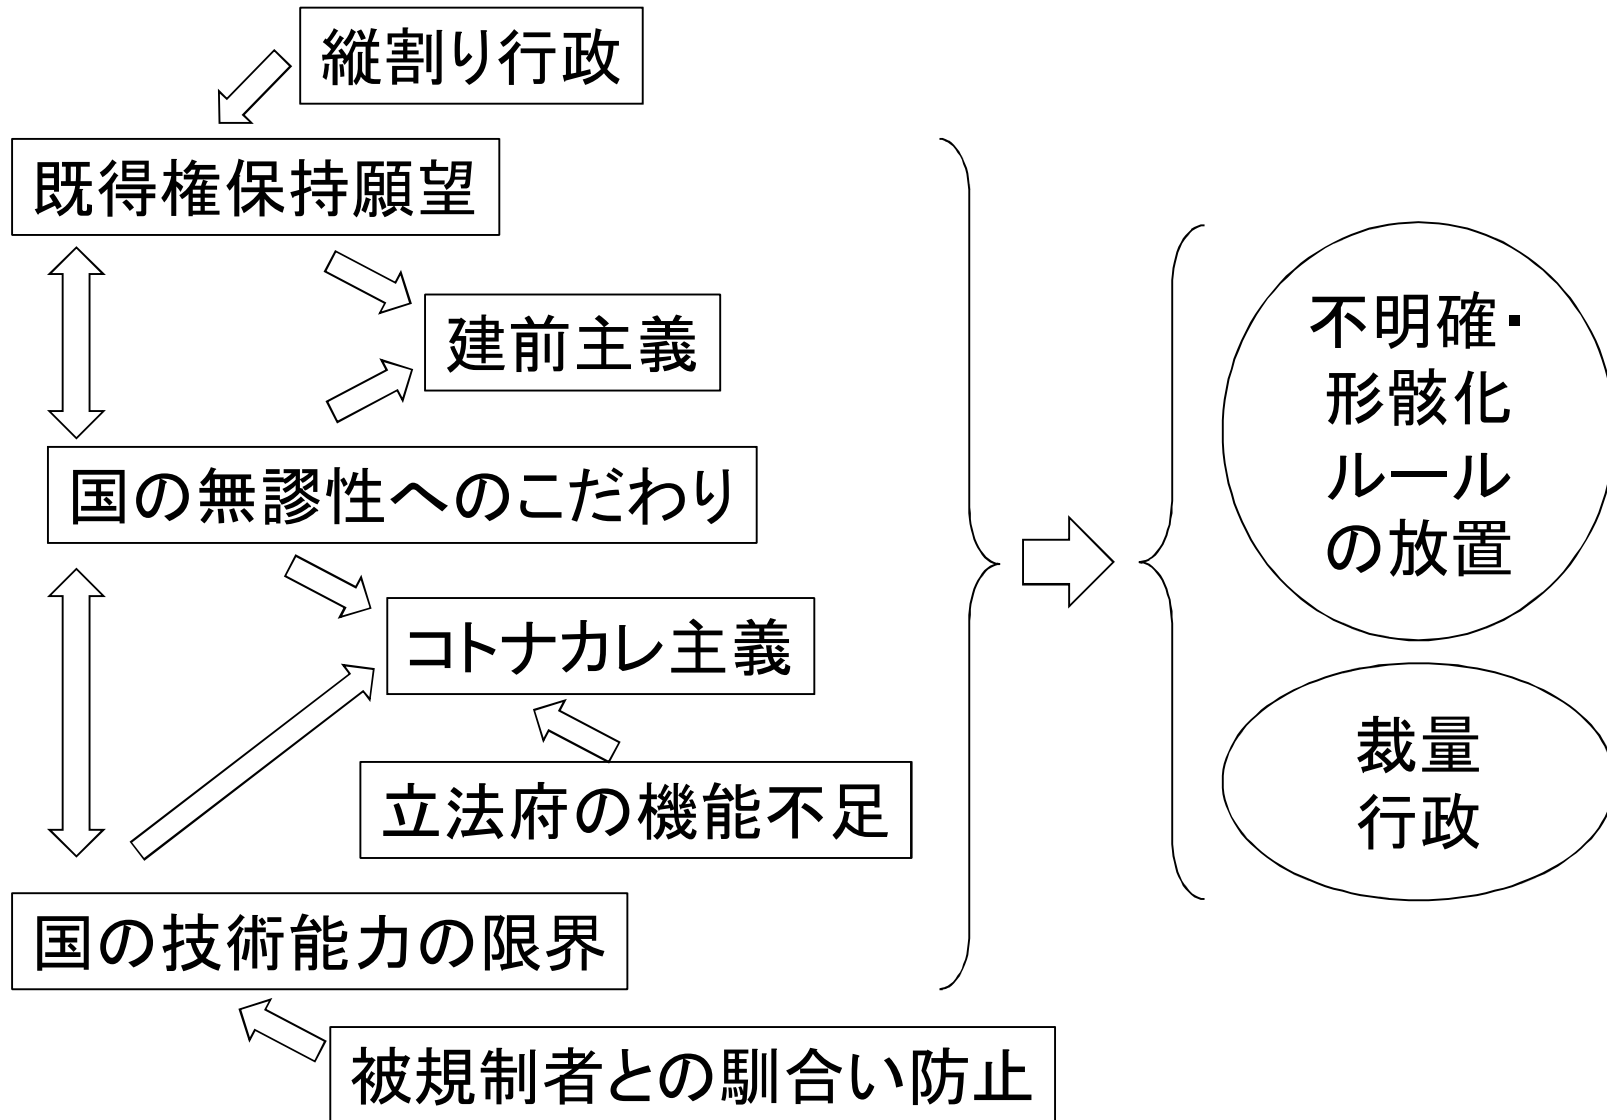 縦割り行政
既得権保持願望
建前主義
国の無謬性へのこだわり
コトナカレ主義
立法府の機能不足
国の技術能力の限界
被規制者との馴合い防止
不明確・
形骸化
ルール
の放置
裁量
行政